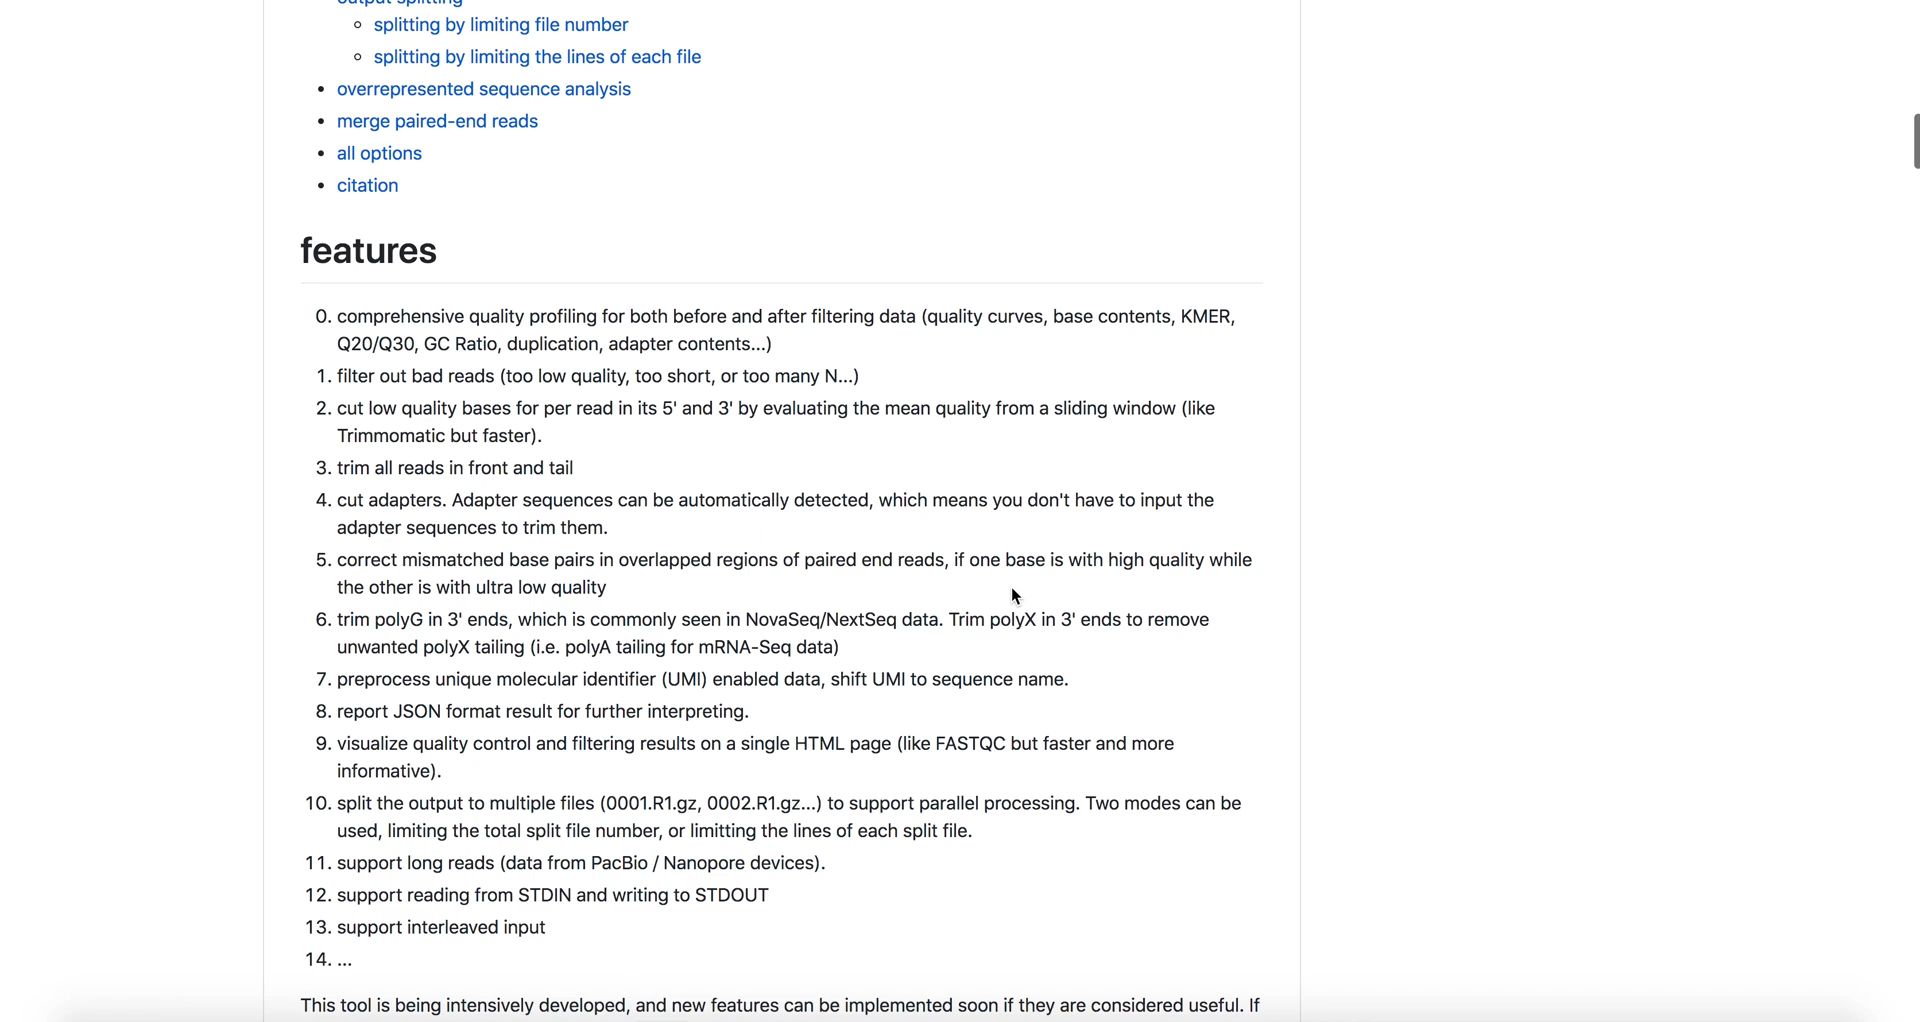 output splitting
splitting by limiting file number
splitting by limiting the lines of each file
overrepresented sequence analysis
merge paired-end reads
all options
citation
features
0. comprehensive quality profiling for both before and after filtering data (quality curves, base contents, KMER,
Q20/Q30, GC Ratio, duplication, adapter contents...)
1. filter out bad reads (too low quality, too short, or too many N...)
2. cut low quality bases for per read in its 5' and 3' by evaluating the mean quality from a sliding window (like
Trimmomatic but faster).
3. trim all reads in front and tail
4. cut adapters. Adapter sequences can be automatically detected, which means you don't have to input the
adapter sequences to trim them.
5. correct mismatched base pairs in overlapped regions of paired end reads, if one base is with high quality while
the other is with ultra low quality
6. trim polyG in 3' ends, which is commonly seen in NovaSeq/NextSeq data. Trim polyX in 3' ends to remove
unwanted polyX tailing (i.e. polyA tailing for mRNA-Seq data)
7. preprocess unique molecular identifier (UMI) enabled data, shift UMI to sequence name.
8. report JSON format result for further interpreting.
9. visualize quality control and filtering results on a single HTML page (like FASTQC but faster and more
informative).
10. split the output to multiple files (0001.R1.gz, 0002.R1.gz...) to support parallel processing. Two modes can be
used, limiting the total split file number, or limitting the lines of each split file.
11. support long reads (data from PacBio / Nanopore devices).
12. support reading from STDIN and writing to STDOUT
13. support interleaved input
14. ...
This tool is being intensively developed, and new features can be implemented soon if they are considered useful. If